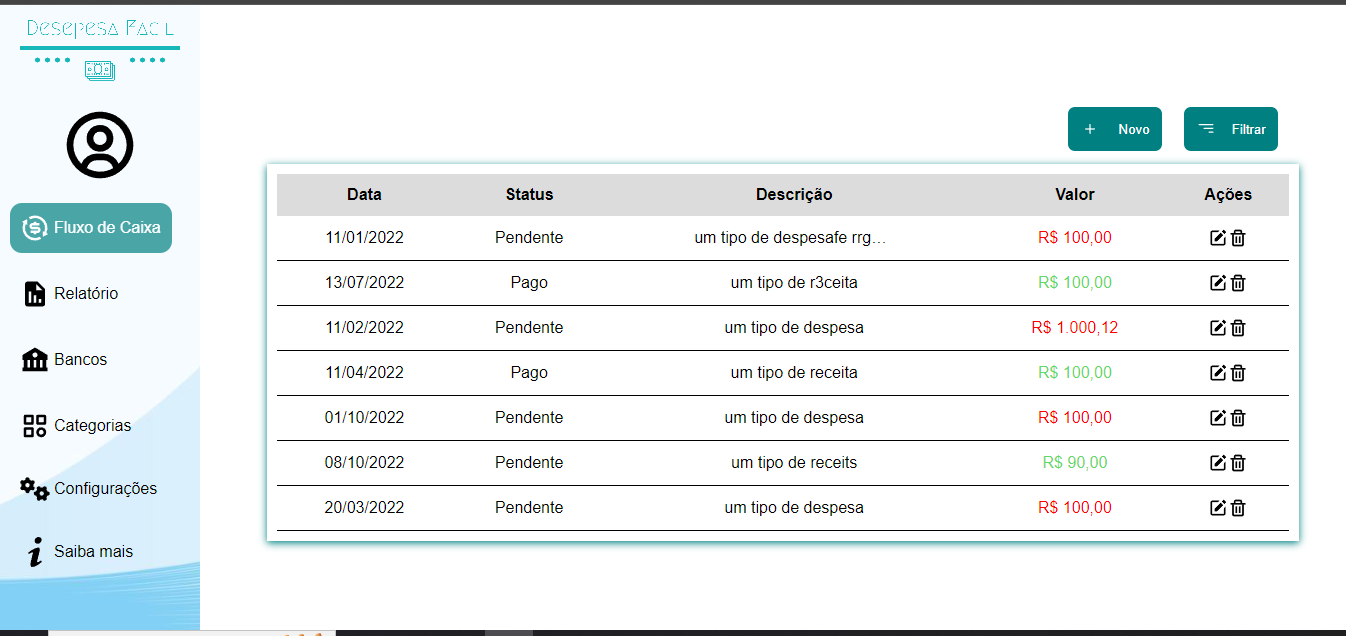 Desepesa Facil
Fluxo de Caixa
Relatório
Bancos
Categorias
Configurações
Saiba mais
+ Novo
Filtrar
Data Status Descrição Valor Ações
11/01/2022 Pendente um tipo de despesafe rrg... R$ 100,00
13/07/2022 Pago um tipo de r3ceita R$ 100,00
11/02/2022 Pendente um tipo de despesa R$ 1.000,12
11/04/2022 Pago um tipo de receita R$ 100,00
01/10/2022 Pendente um tipo de despesa R$ 100,00
08/10/2022 Pendente um tipo de receits R$ 90,00
20/03/2022 Pendente um tipo de despesa R$ 100,00